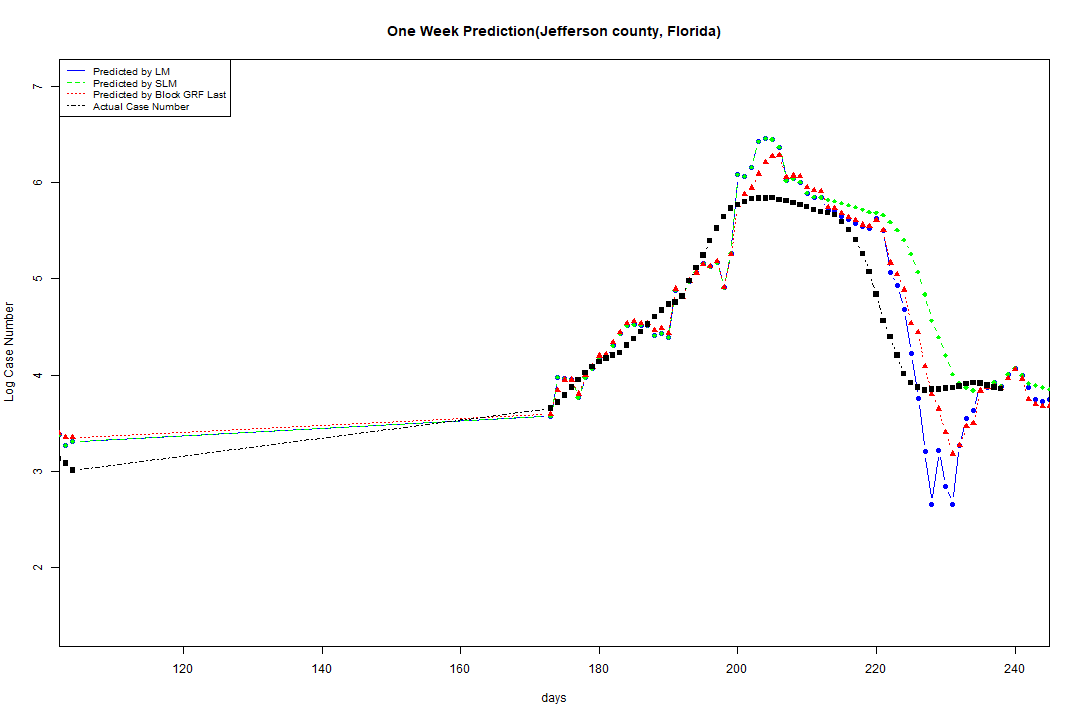 One Week Prediction(Jefferson county, Florida)
Predicted by LM
Predicted by SLM
Predicted by Block GRF Last
Actual Case Number
7
6
5
4
3
2
Log Case Number
120 140 160 180 200 220 240
days